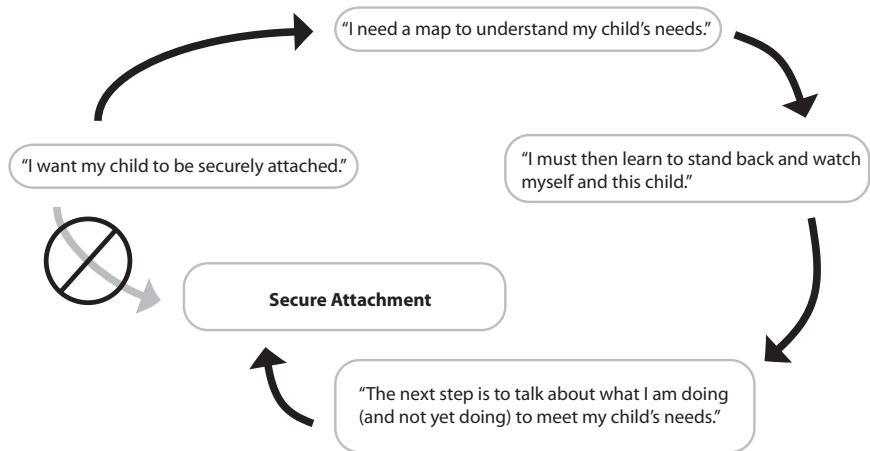 “I need a map to understand my child’s needs.”
“I want my child to be securely attached.”
“I must then learn to stand back and watch
myself and this child.”
Secure Attachment
“The next step is to talk about what I am doing
(and not yet doing) to meet my child’s needs.”